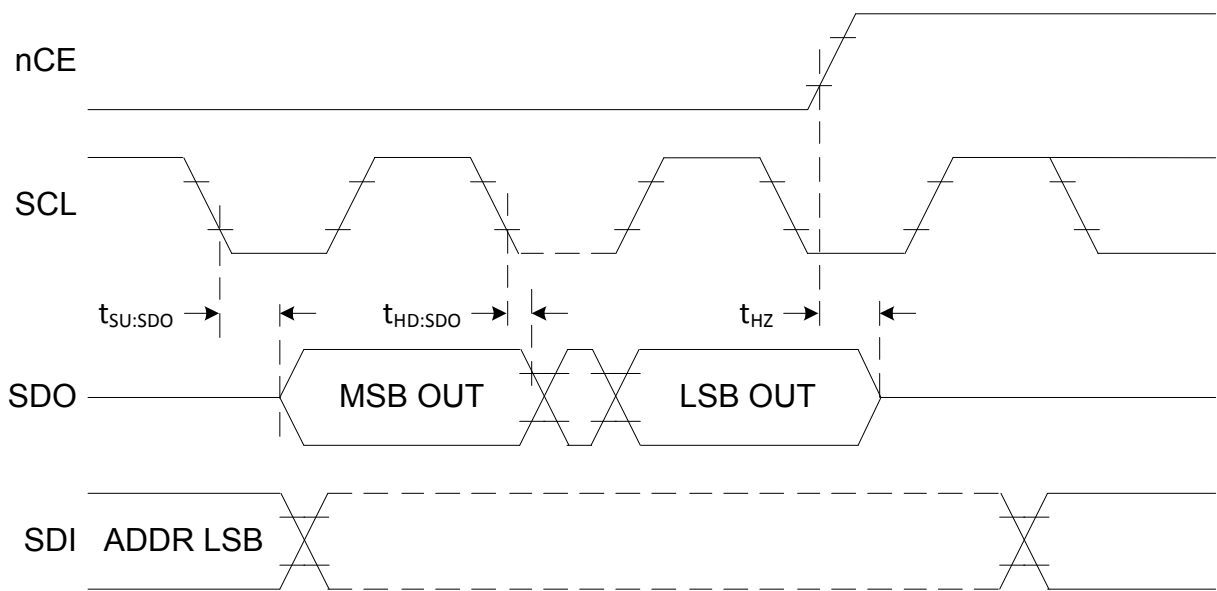 nCE
SCL
tSU:SDO
tHD:SDO
tHZ
SDO
MSB OUT
LSB OUT
SDI
ADDR LSB